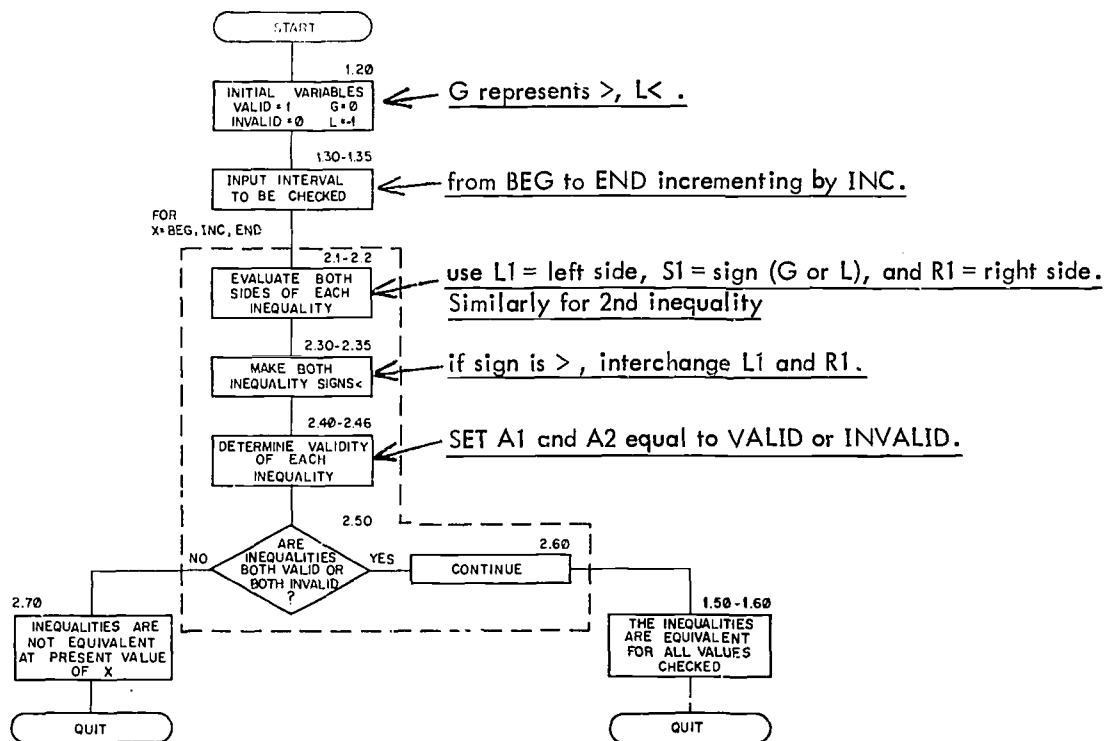 START
1.20
INITIAL VARIABLES
VALID = 1 G = 0
INVALID = 0 L = -1
G represents >, L< .
1.30-1.35
INPUT INTERVAL
TO BE CHECKED
from BEG to END incrementing by INC.
FOR
X = BEG, INC, END
2.1-2.2
EVALUATE BOTH
SIDES OF EACH
INEQUALITY
use L1 = left side, S1 = sign (G or L), and R1 = right side.
Similarly for 2nd inequality
2.30-2.35
MAKE BOTH
INEQUALITY SIGNS<
if sign is > , interchange L1 and R1.
2.40-2.46
DETERMINE VALIDITY
OF EACH
INEQUALITY
SET A1 cnd A2 equal to VALID or INVALID.
2.50
ARE
INEQUALITIES
BOTH VALID OR
BOTH INVALID
?
NO
YES
2.60
CONTINUE
2.70
INEQUALITIES ARE
NOT EQUIVALENT
AT PRESENT VALUE
OF X
QUIT
1.50-1.60
THE INEQUALITIES
ARE EQUIVALENT
FOR ALL VALUES
CHECKED
QUIT